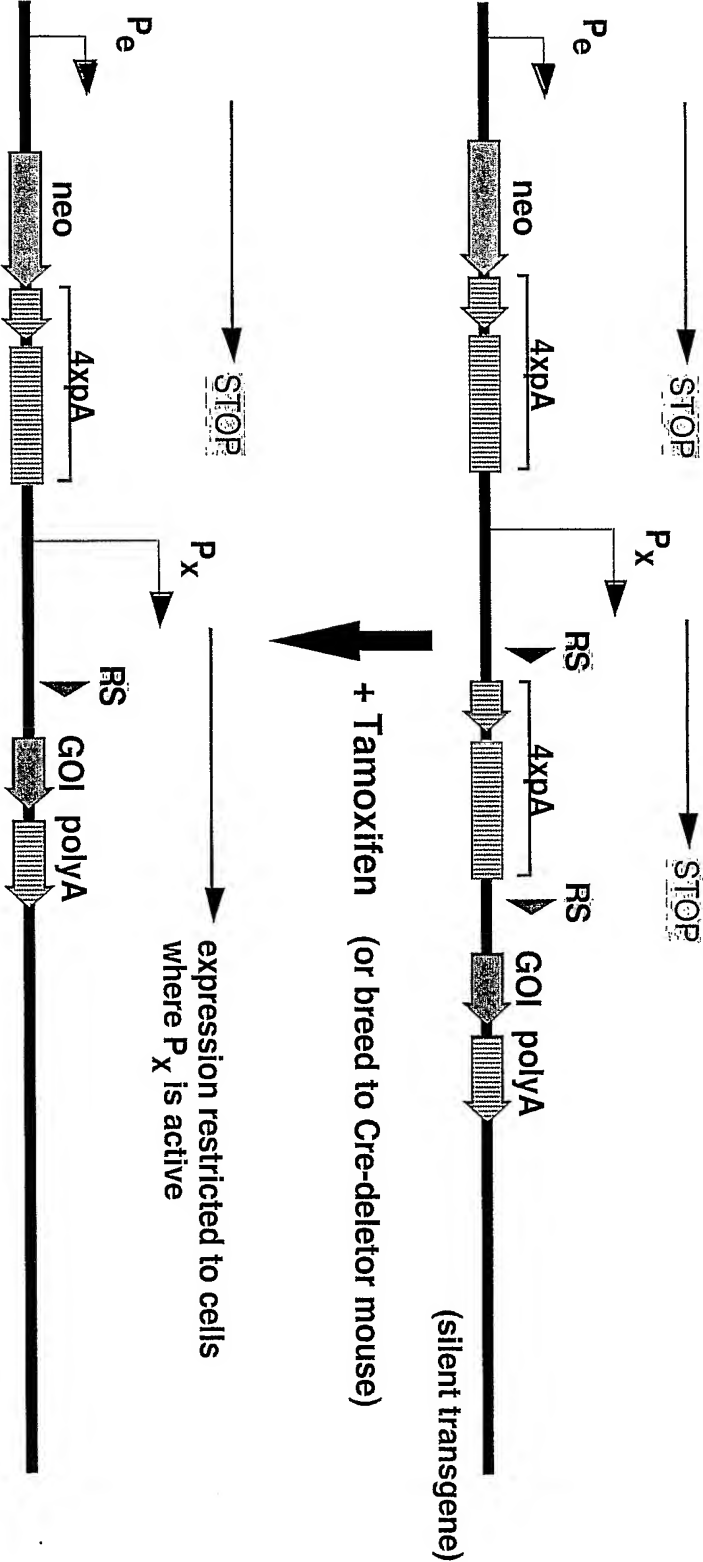 STOP
STOP
Pe
Px
neo
4xpA
RS
4xpA
RS
GOI polyA
(silent transgene)
+ Tamoxifen (or breed to Cre-deletor mouse)
STOP
expression restricted to cells
where Px is active
Pe
Px
neo
4xpA
RS
GOI polyA